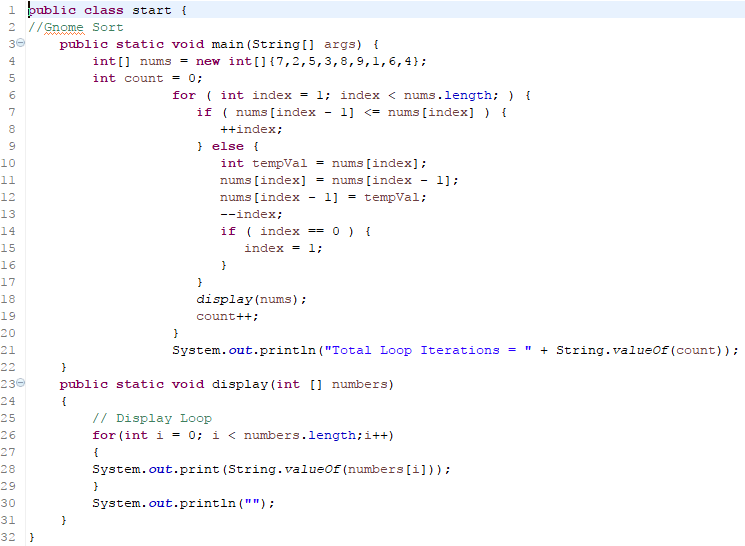 1 public class start {
2 //Gnome Sort
3 public static void main(String[] args) {
4 int[] nums = new int[]{7,2,5,3,8,9,1,6,4};
5 int count = 0;
6 for ( int index = 1; index < nums.length; ) {
7 if ( nums[index - 1] <= nums[index] ) {
8 ++index;
9 } else {
10 int tempVal = nums[index];
11 nums[index] = nums[index - 1];
12 nums[index - 1] = tempVal;
13 --index;
14 if ( index == 0 ) {
15 index = 1;
16 }
17 }
18 display(nums);
19 count++;
20 }
21 System.out.println("Total Loop Iterations = " + String.valueOf(count));
22 }
23 public static void display(int [] numbers)
24 {
25 // Display Loop
26 for(int i = 0; i < numbers.length;i++)
27 {
28 System.out.print(String.valueOf(numbers[i]));
29 }
30 System.out.println("");
31 }
32 }